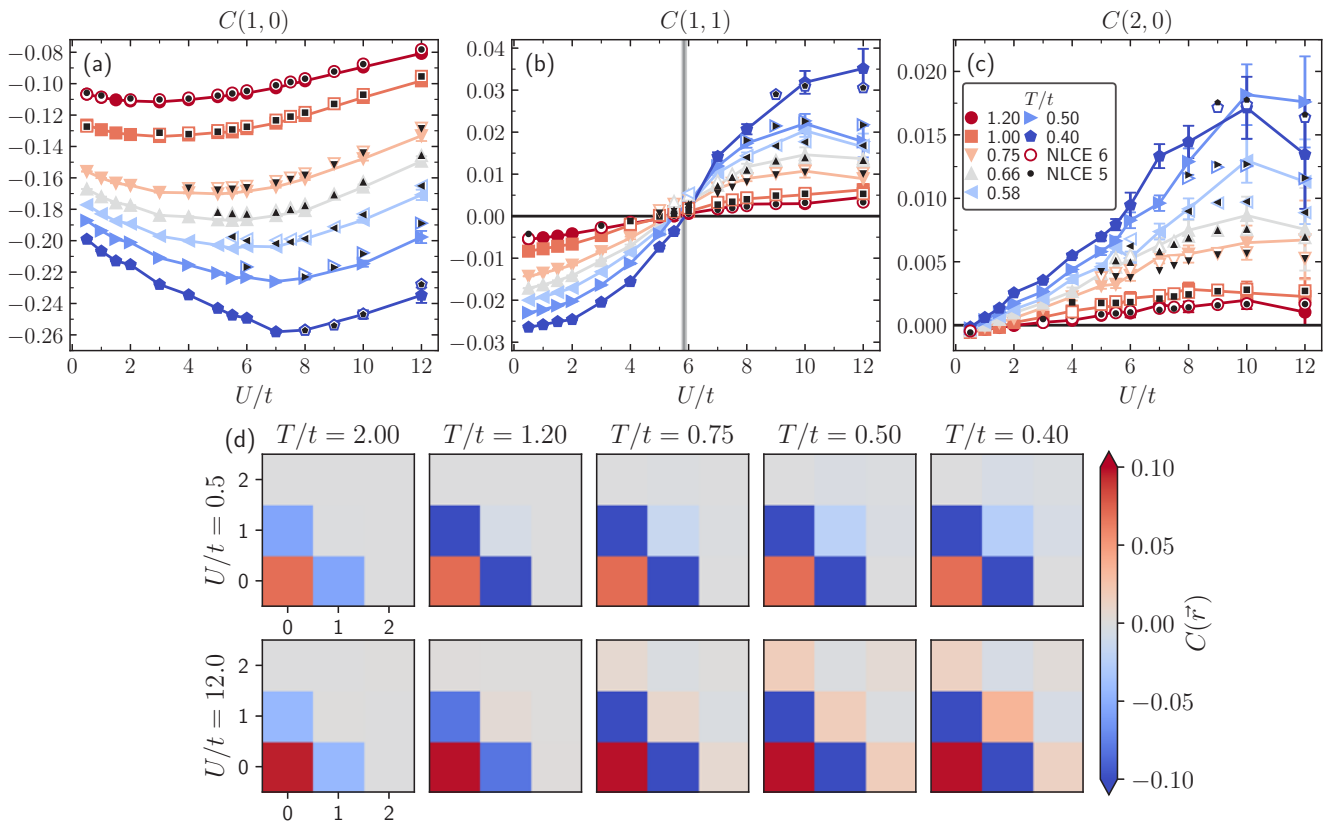 C(1, 0)
C(1, 1)
C(2, 0)
(a)
−0.08
−0.10
−0.12
−0.14
−0.16
−0.18
−0.20
−0.22
−0.24
−0.26
0 2 4 6 8 10 12
U/t
(b)
0.04
0.03
0.02
0.01
0.00
−0.01
−0.02
−0.03
0 2 4 6 8 10 12
U/t
(c)
0.020
0.015
0.010
0.005
0.000
T/t
1.20
1.00
0.75
0.66
0.58
0.50
0.40
NLCE 6
NLCE 5
0 2 4 6 8 10 12
U/t
(d)
T/t = 2.00
T/t = 1.20
T/t = 0.75
T/t = 0.50
T/t = 0.40
U/t = 0.5
2
1
0
0 1 2
U/t = 12.0
2
1
0
0 1 2
0.10
0.05
0.00
−0.05
−0.10
C(r⃗)